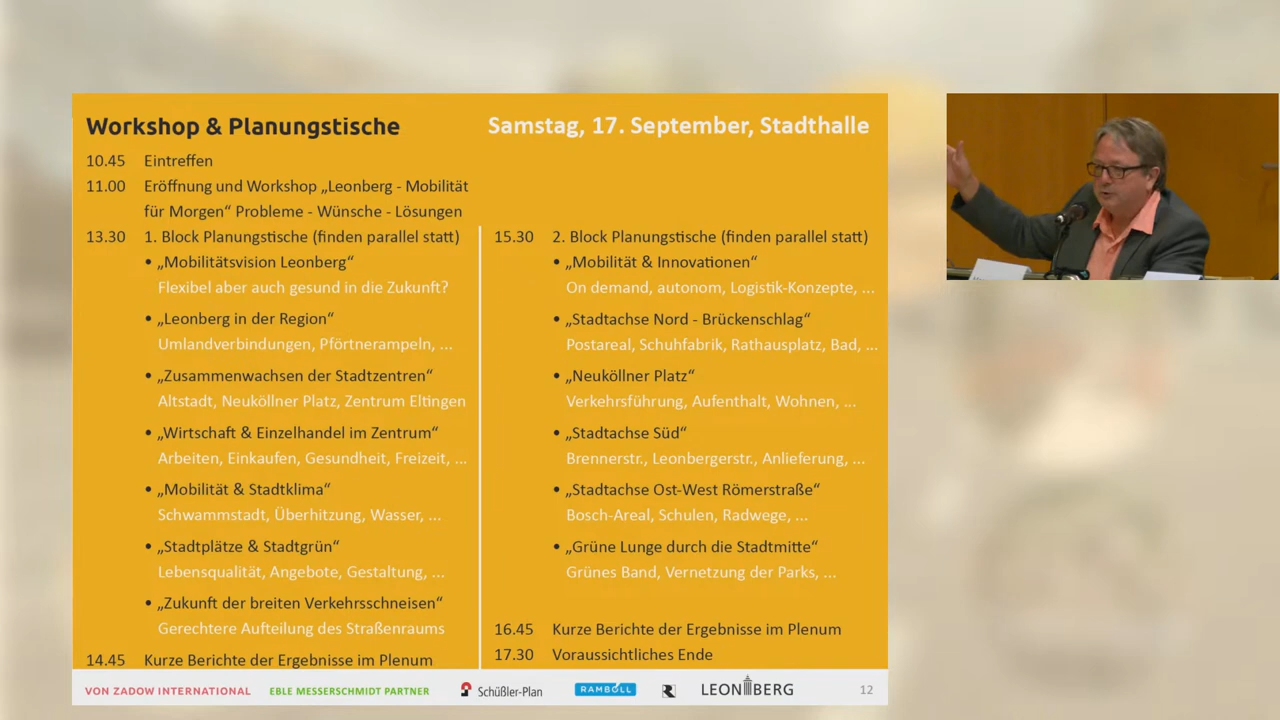 Workshop & Planungstische
Samstag, 17. September, Stadthalle
10.45 Eintreffen
11.00 Eröffnung und Workshop „Leonberg - Mobilität
für Morgen“ Probleme - Wünsche - Lösungen
13.30 1. Block Planungstische (finden parallel statt)
• „Mobilitätsvision Leonberg“
Flexibel aber auch gesund in die Zukunft?
• „Leonberg in der Region“
Umlandverbindungen, Pförtnerampeln, ...
• „Zusammenwachsen der Stadtzentren“
Altstadt, Neuköllner Platz, Zentrum Eltingen
• „Wirtschaft & Einzelhandel im Zentrum“
Arbeiten, Einkaufen, Gesundheit, Freizeit, ...
• „Mobilität & Stadtklima“
Schwammstadt, Überhitzung, Wasser, ...
• „Stadtplätze & Stadtgrün“
Lebensqualität, Angebote, Gestaltung, ...
• „Zukunft der breiten Verkehrsschneisen“
Gerechtere Aufteilung des Straßenraums
14.45 Kurze Berichte der Ergebnisse im Plenum
15.30 2. Block Planungstische (finden parallel statt)
• „Mobilität & Innovationen“
On demand, autonom, Logistik-Konzepte, ...
• „Stadtachse Nord - Brückenschlag“
Postareal, Schuhfabrik, Rathausplatz, Bad, ...
• „Neuköllner Platz“
Verkehrsführung, Aufenthalt, Wohnen, ...
• „Stadtachse Süd“
Brennerstr., Leonbergerstr., Anlieferung, ...
• „Stadtachse Ost-West Römerstraße“
Bosch-Areal, Schulen, Radwege, ...
• „Grüne Lunge durch die Stadtmitte“
Grünes Band, Vernetzung der Parks, ...
16.45 Kurze Berichte der Ergebnisse im Plenum
17.30 Voraussichtliches Ende
VON ZADOW INTERNATIONAL EBLE MESSERSCHMIDT PARTNER Schüßler-Plan RAMBOLL R LEONBERG 12